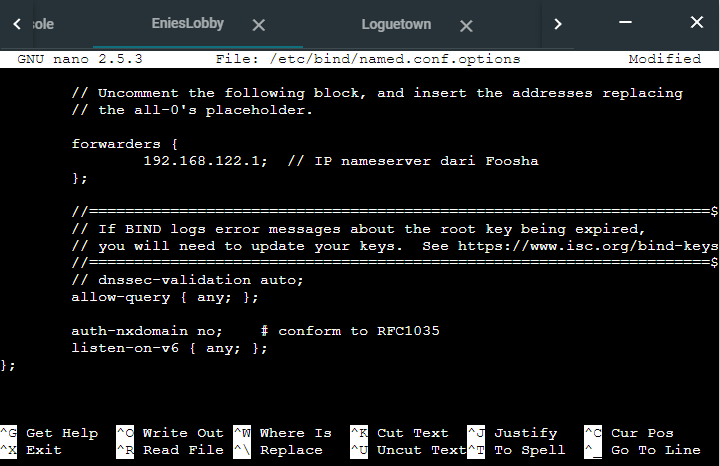 sole EniesLobby Loguetown
GNU nano 2.5.3 File: /etc/bind/named.conf.options Modified
// Uncomment the following block, and insert the addresses replacing
// the all-0's placeholder.
forwarders {
192.168.122.1; // IP nameserver dari Foosha
};
//=====================================================================$
// If BIND logs error messages about the root key being expired,
// you will need to update your keys. See https://www.isc.org/bind-keys
//=====================================================================$
// dnssec-validation auto;
allow-query { any; };
auth-nxdomain no; # conform to RFC1035
listen-on-v6 { any; };
};
^G Get Help ^O Write Out ^W Where Is ^K Cut Text ^J Justify ^C Cur Pos
^X Exit ^R Read File ^\ Replace ^U Uncut Text ^T To Spell ^_ Go To Line